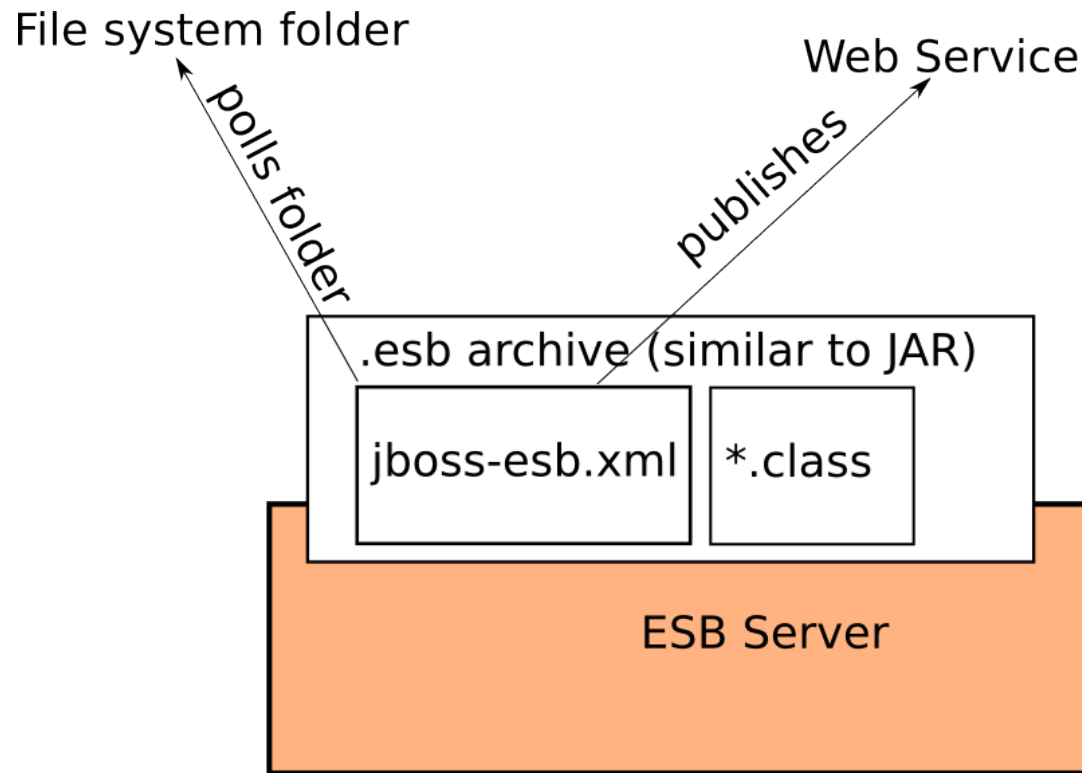 File system folder
Web Service
polls folder
publishes
.esb archive (similar to JAR)
jboss-esb.xml
*.class
ESB Server